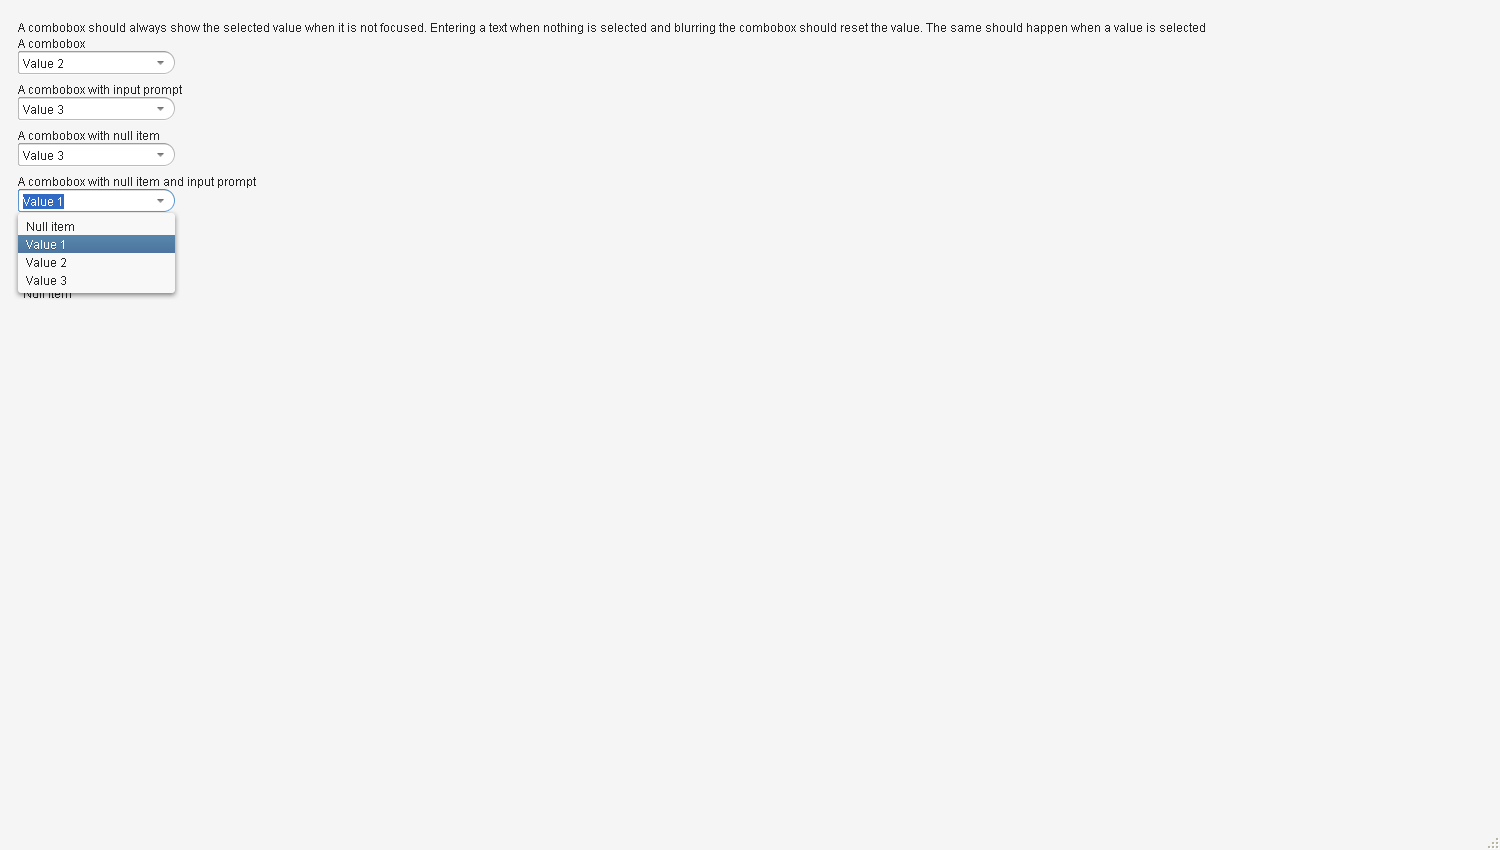 A combobox should always show the selected value when it is not focused. Entering a text when nothing is selected and blurring the combobox should reset the value. The same should happen when a value is selected
A combobox
Value 2
A combobox with input prompt
Value 3
A combobox with null item
Value 3
A combobox with null item and input prompt
Value 1
Null item
Value 1
Value 2
Value 3
Null item